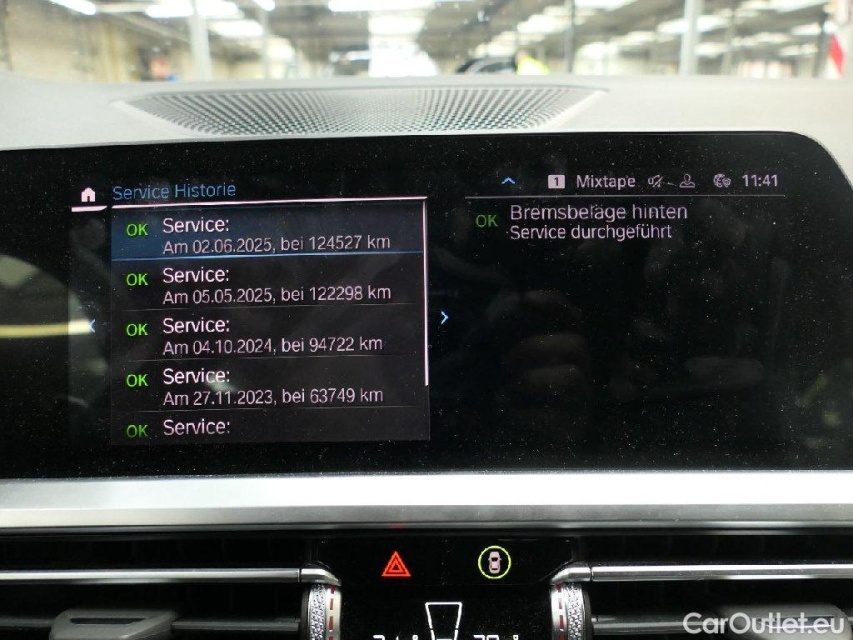 Service Historie
1 Mixtape 11:41
OK Service:
Am 02.06.2025, bei 124527 km
OK Service:
Am 05.05.2025, bei 122298 km
OK Service:
Am 04.10.2024, bei 94722 km
OK Service:
Am 27.11.2023, bei 63749 km
OK Service:
OK Bremsbeläge hinten
Service durchgeführt
CarOutlet.eu